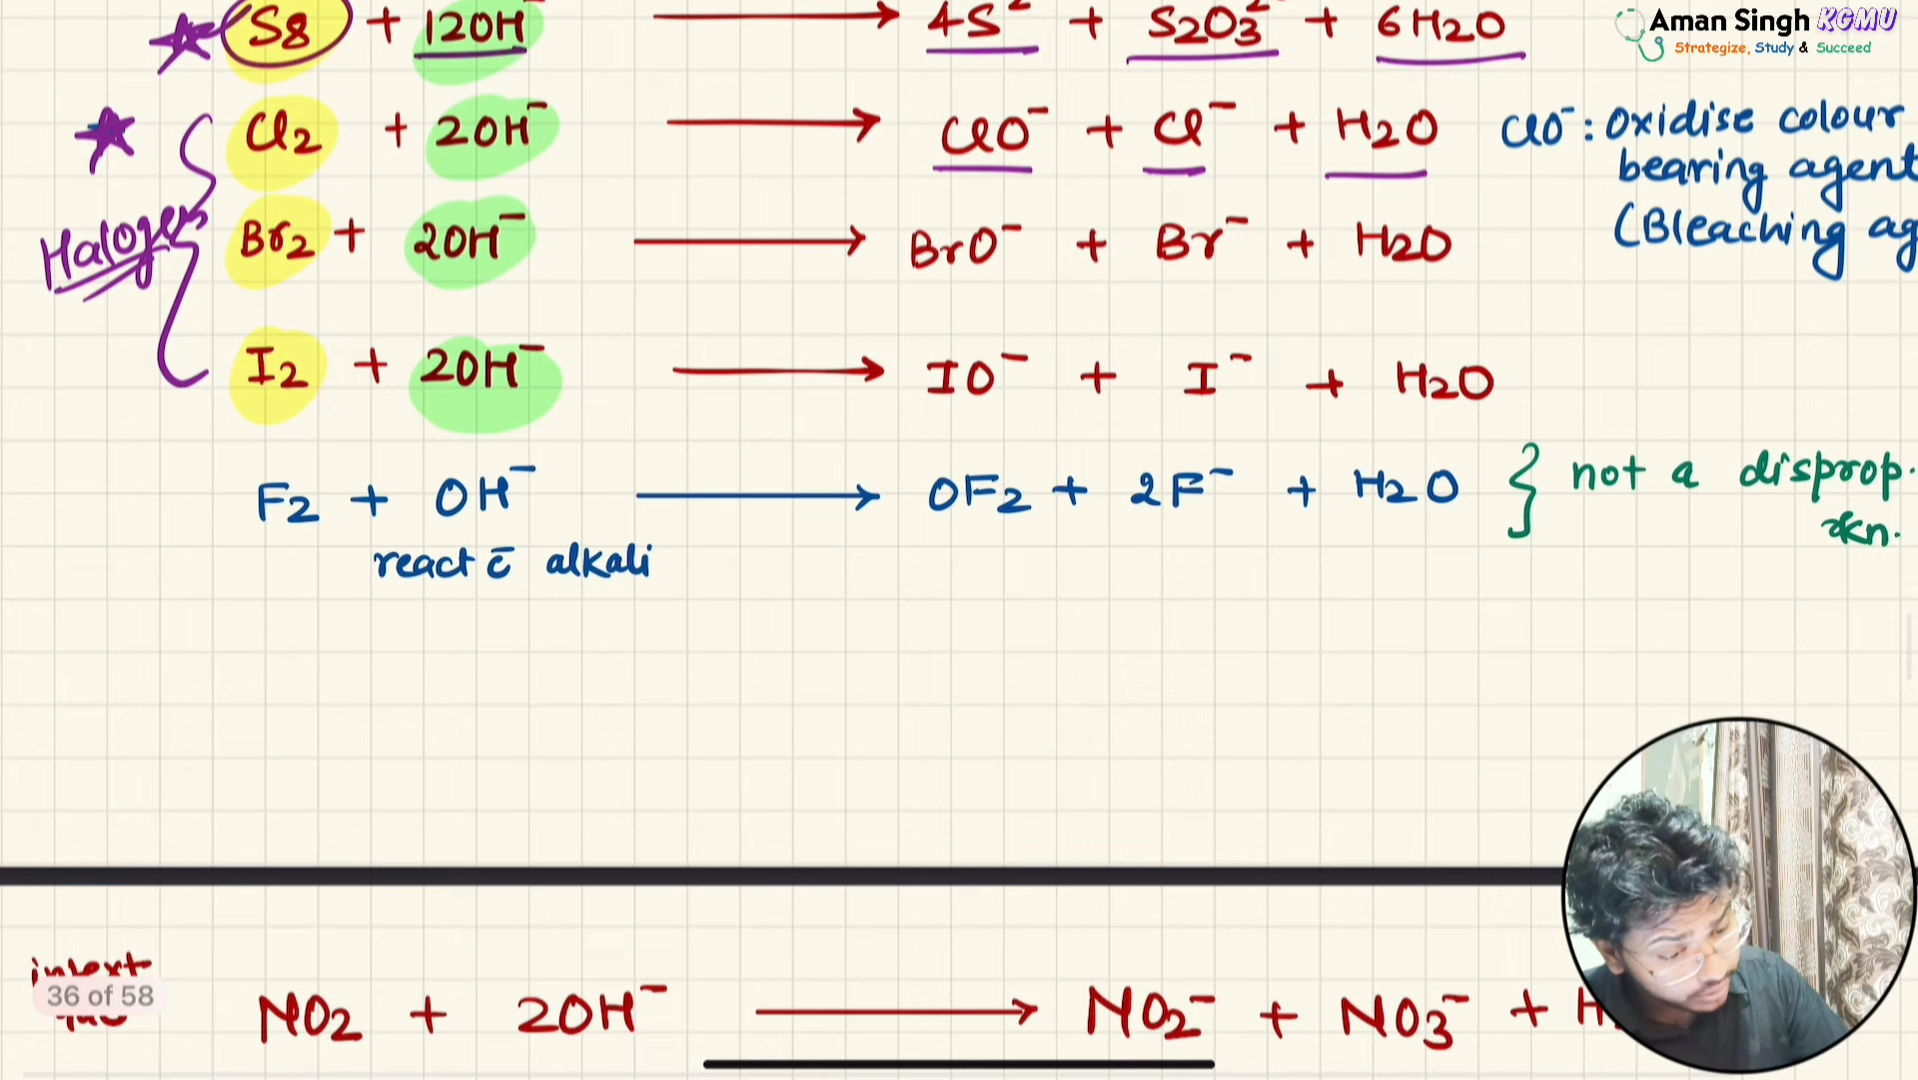 Aman Singh KGMU
Strategize, Study & Succeed
S8 + 12OH⁻ → 4S²⁻ + S2O3²⁻ + 6H2O
Cl2 + 2OH⁻ → ClO⁻ + Cl⁻ + H2O
ClO⁻ : Oxidise colour
bearing agent
(Bleaching ag
Halogens
Br2 + 2OH⁻ → BrO⁻ + Br⁻ + H2O
I2 + 2OH⁻ → IO⁻ + I⁻ + H2O
F2 + OH⁻ → OF2 + 2F⁻ + H2O } not a disprop.
rxn.
react c̄ alkali
intext
36 of 58
NO2 + 2OH⁻ → NO2⁻ + NO3⁻ + H